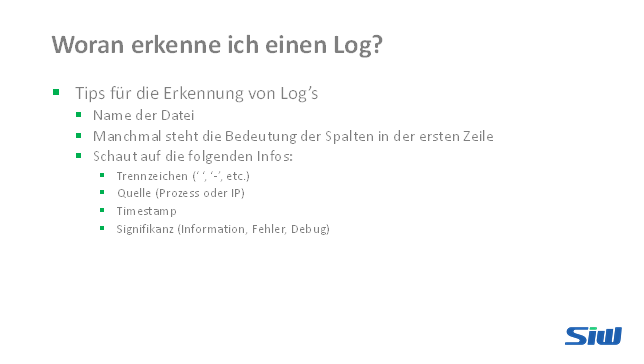 Woran erkenne ich einen Log?
Tips für die Erkennung von Log’s
Name der Datei
Manchmal steht die Bedeutung der Spalten in der ersten Zeile
Schaut auf die folgenden Infos:
Trennzeichen (‘ ‘, ‘-’, etc.)
Quelle (Prozess oder IP)
Timestamp
Signifikanz (Information, Fehler, Debug)
SiW